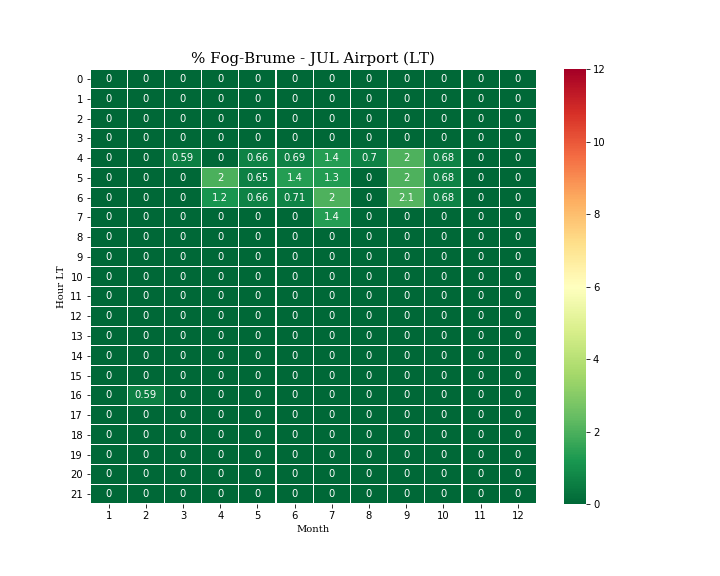 % Fog-Brume - JUL Airport (LT)
0 0 0 0 0 0 0 0 0 0 0 0 0
1 0 0 0 0 0 0 0 0 0 0 0 0
2 0 0 0 0 0 0 0 0 0 0 0 0
3 0 0 0 0 0 0 0 0 0 0 0 0
4 0 0 0.59 0 0.66 0.69 1.4 0.7 2 0.68 0 0
5 0 0 0 2 0.65 1.4 1.3 0 2 0.68 0 0
6 0 0 0 1.2 0.66 0.71 2 0 2.1 0.68 0 0
7 0 0 0 0 0 0 1.4 0 0 0 0 0
8 0 0 0 0 0 0 0 0 0 0 0 0
9 0 0 0 0 0 0 0 0 0 0 0 0
10 0 0 0 0 0 0 0 0 0 0 0 0
11 0 0 0 0 0 0 0 0 0 0 0 0
12 0 0 0 0 0 0 0 0 0 0 0 0
13 0 0 0 0 0 0 0 0 0 0 0 0
14 0 0 0 0 0 0 0 0 0 0 0 0
15 0 0 0 0 0 0 0 0 0 0 0 0
16 0 0.59 0 0 0 0 0 0 0 0 0 0
17 0 0 0 0 0 0 0 0 0 0 0 0
18 0 0 0 0 0 0 0 0 0 0 0 0
19 0 0 0 0 0 0 0 0 0 0 0 0
20 0 0 0 0 0 0 0 0 0 0 0 0
21 0 0 0 0 0 0 0 0 0 0 0 0
1 2 3 4 5 6 7 8 9 10 11 12
Month
Hour LT
12
10
8
6
4
2
0